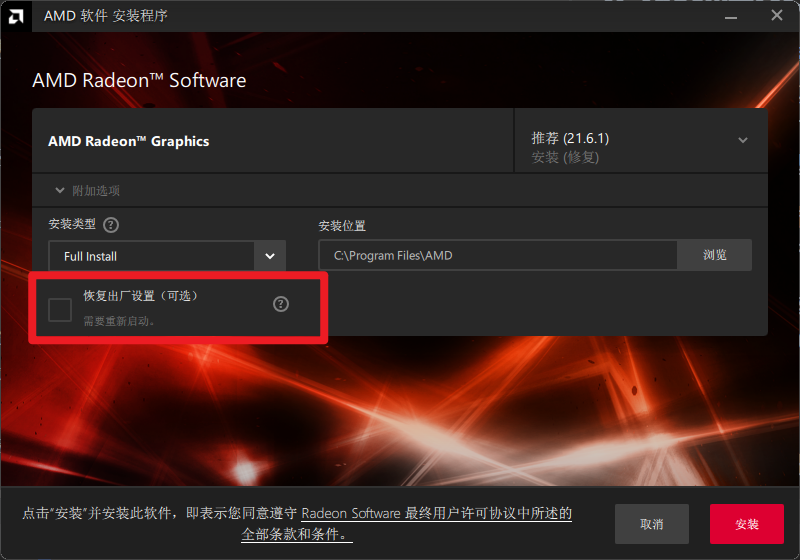 AMD 软件 安装程序
AMD Radeon™ Software
AMD Radeon™ Graphics
推荐 (21.6.1)
安装 (修复)
附加选项
安装类型 ?
安装位置
Full Install
C:\Program Files\AMD
浏览
恢复出厂设置（可选） ?
需要重新启动。
点击“安装”并安装此软件，即表示您同意遵守 Radeon Software 最终用户许可协议中所述的
全部条款和条件。
取消
安装